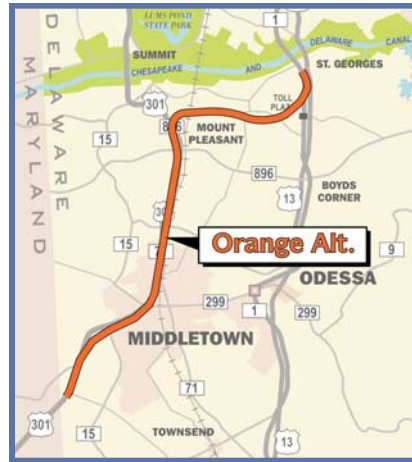 DELAWARE
MARYLAND
LUMS POND
STATE PARK
1
SUMMIT
DELAWARE CANAL
CHESAPEAKE AND
ST. GEORGES
301
896
TOLL
MOUNT
PLEASANT
15
13
896
BOYDS
CORNER
15
Orange Alt.
9
ODESSA
299
1
299
MIDDLETOWN
71
301
15
TOWNSEND
13